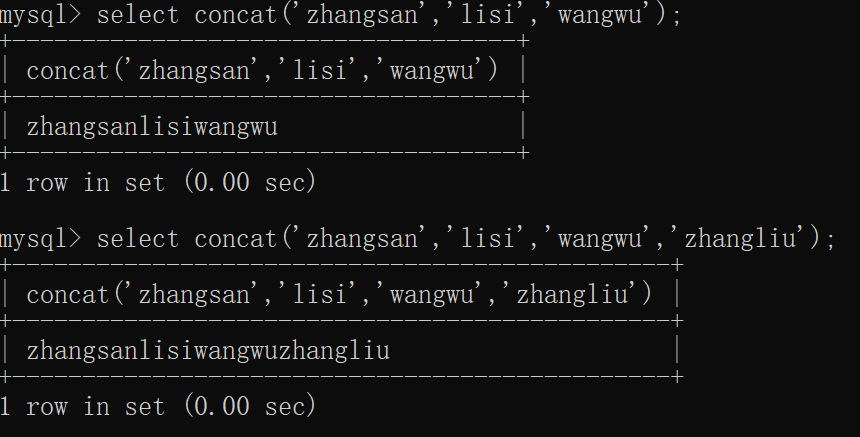 mysql> select concat('zhangsan','lisi','wangwu');
+-----------------------------------+
| concat('zhangsan','lisi','wangwu') |
+-----------------------------------+
| zhangsanlisiwangwu |
+-----------------------------------+
1 row in set (0.00 sec)
mysql> select concat('zhangsan','lisi','wangwu','zhangliu');
+----------------------------------------------+
| concat('zhangsan','lisi','wangwu','zhangliu') |
+----------------------------------------------+
| zhangsanlisiwangwuzhangliu |
+----------------------------------------------+
1 row in set (0.00 sec)